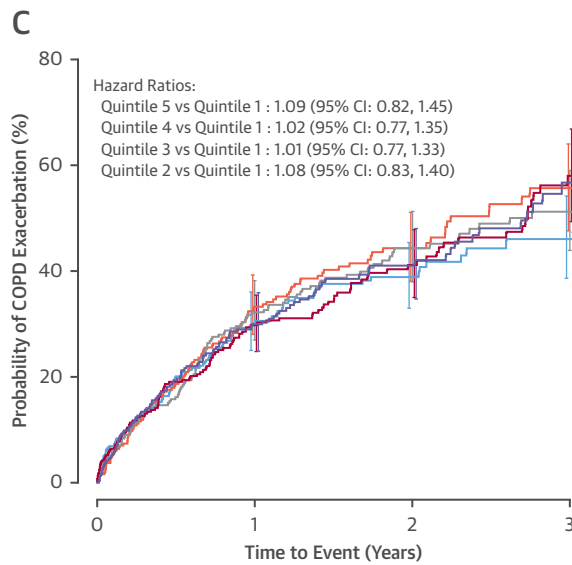 C
80
60
40
20
0
Probability of COPD Exacerbation (%)
Hazard Ratios:
Quintile 5 vs Quintile 1 : 1.09 (95% CI: 0.82, 1.45)
Quintile 4 vs Quintile 1 : 1.02 (95% CI: 0.77, 1.35)
Quintile 3 vs Quintile 1 : 1.01 (95% CI: 0.77, 1.33)
Quintile 2 vs Quintile 1 : 1.08 (95% CI: 0.83, 1.40)
0 1 2 3
Time to Event (Years)